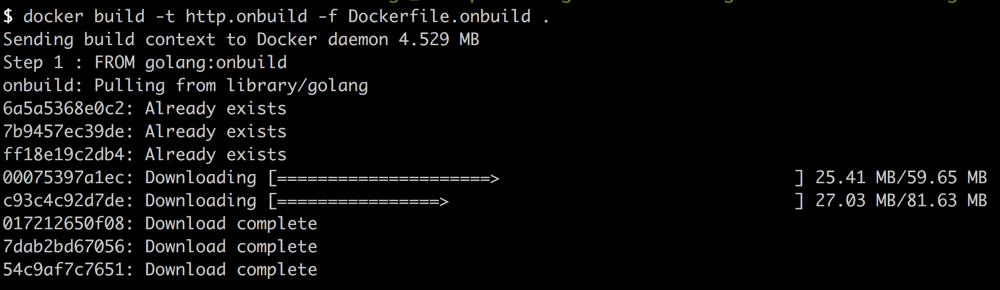 $ docker build -t http.onbuild -f Dockerfile.onbuild .
Sending build context to Docker daemon 4.529 MB
Step 1 : FROM golang:onbuild
onbuild: Pulling from library/golang
6a5a5368e0c2: Already exists
7b9457ec39de: Already exists
ff18e19c2db4: Already exists
00075397a1ec: Downloading [=====================>                             ] 25.41 MB/59.65 MB
c93c4c92d7de: Downloading [================>                                  ] 27.03 MB/81.63 MB
017212650f08: Download complete
7dab2bd67056: Download complete
54c9af7c7651: Download complete